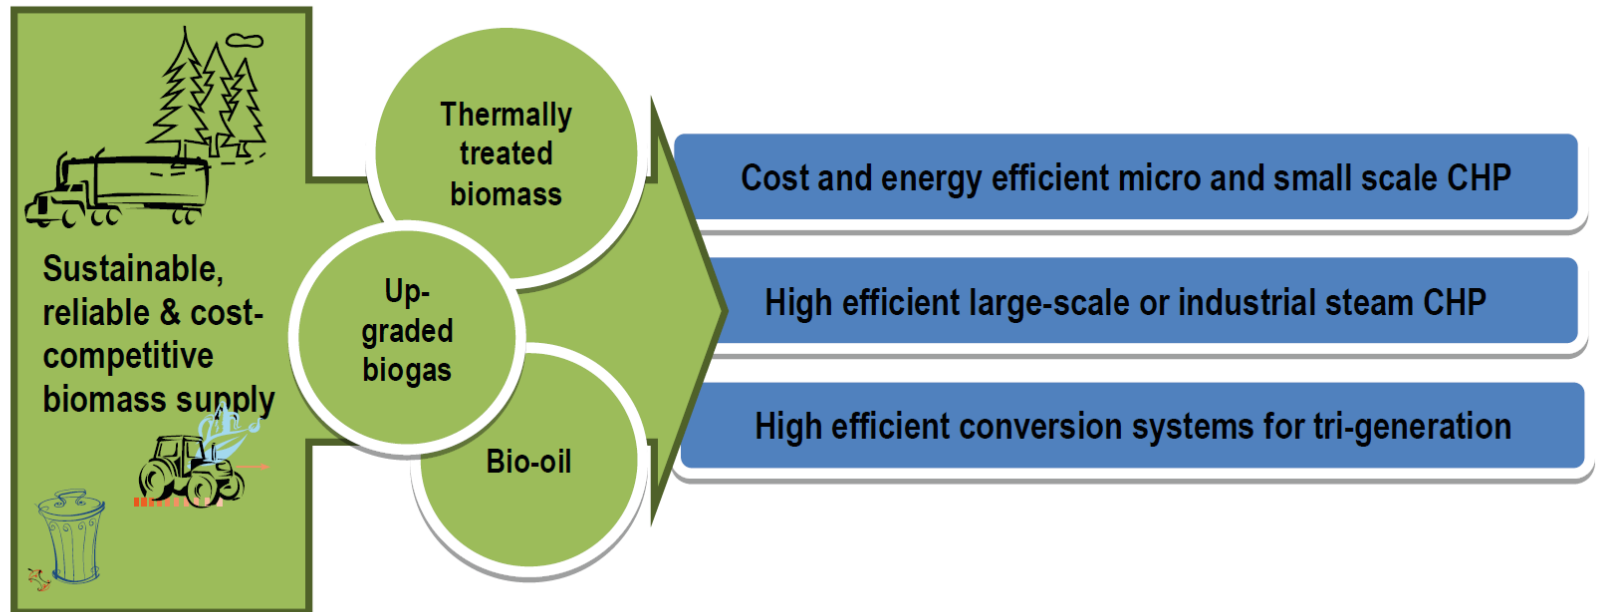 Sustainable,
reliable & cost-
competitive
biomass supply
Thermally
treated
biomass
Up-
graded
biogas
Bio-oil
Cost and energy efficient micro and small scale CHP
High efficient large-scale or industrial steam CHP
High efficient conversion systems for tri-generation